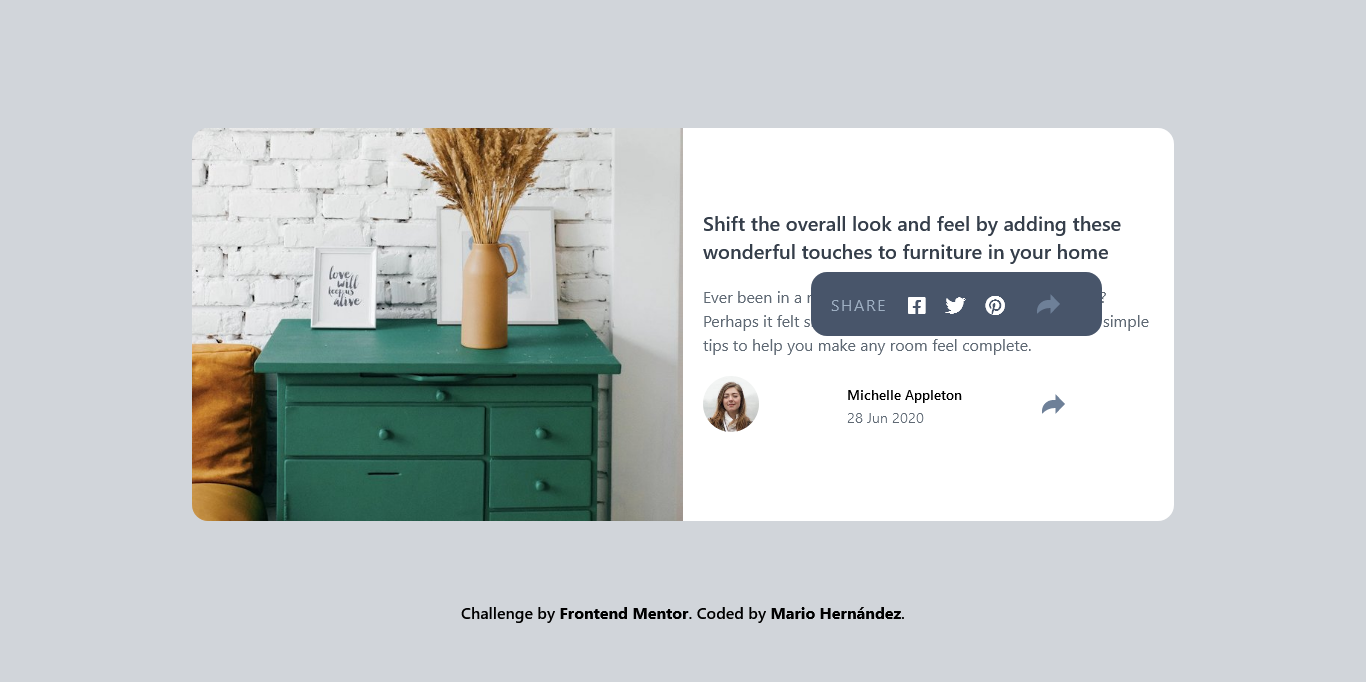 love
will
keep us
alive
Shift the overall look and feel by adding these
wonderful touches to furniture in your home
Ever been in a ?
SHARE
Perhaps it felt simple
tips to help you make any room feel complete.
Michelle Appleton
28 Jun 2020
Challenge by Frontend Mentor. Coded by Mario Hernández.